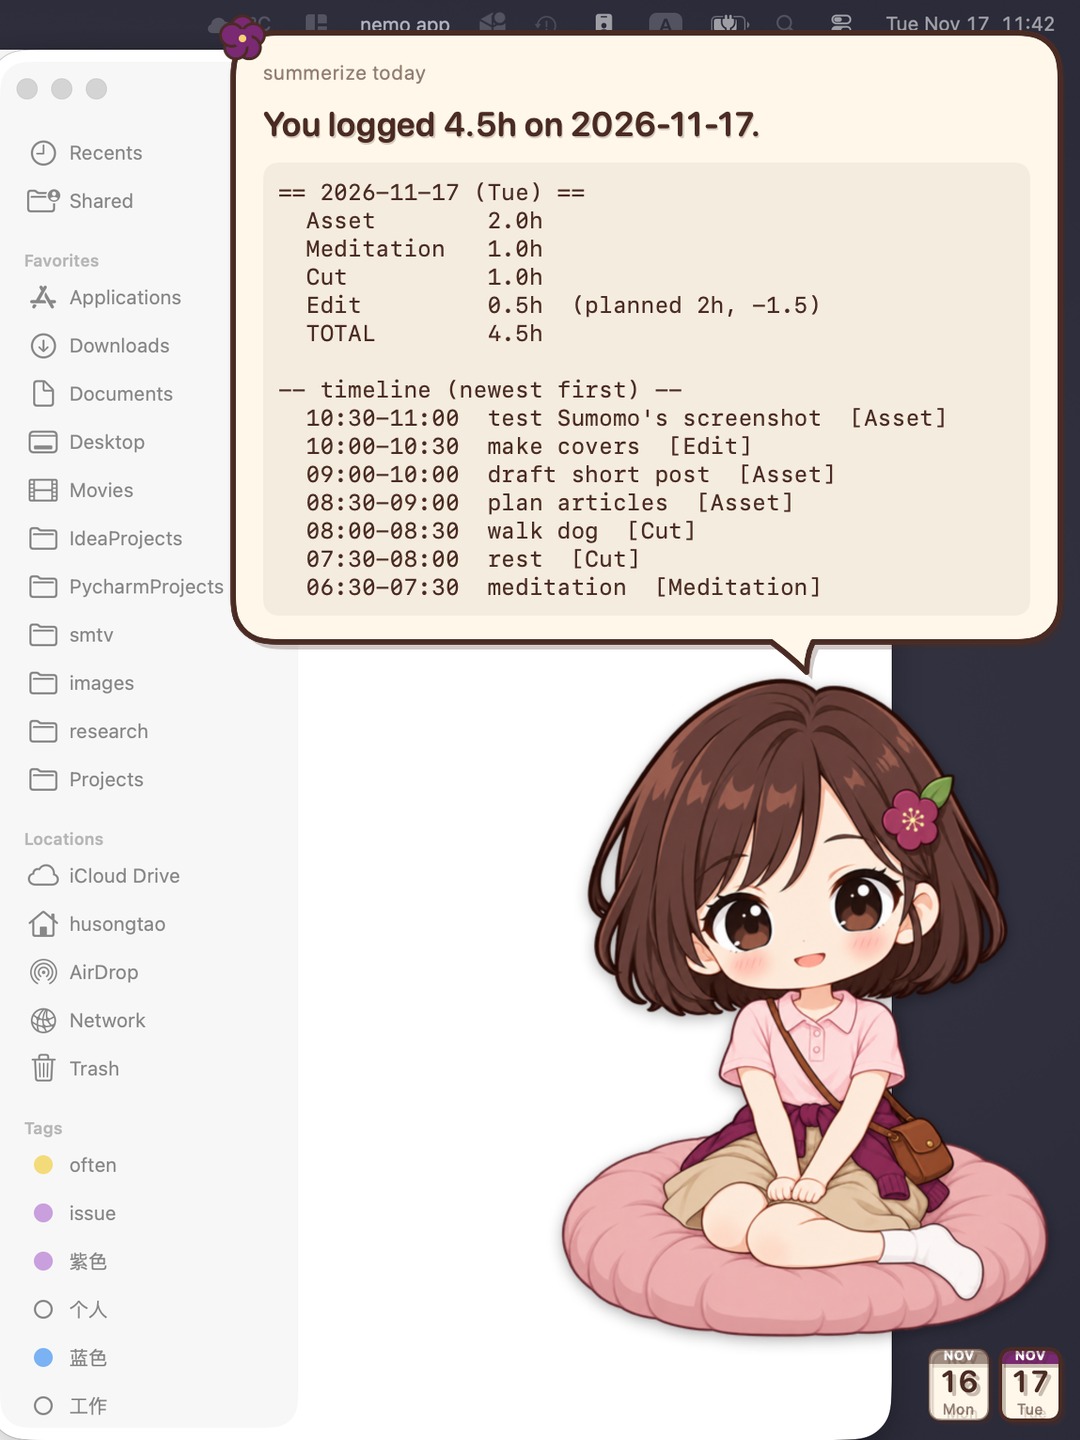 nemo app
A
Tue Nov 17 11:42
summerize today
You logged 4.5h on 2026-11-17.
== 2026-11-17 (Tue) ==
Asset 2.0h
Meditation 1.0h
Cut 1.0h
Edit 0.5h (planned 2h, -1.5)
TOTAL 4.5h
-- timeline (newest first) --
10:30-11:00 test Sumomo's screenshot [Asset]
10:00-10:30 make covers [Edit]
09:00-10:00 draft short post [Asset]
08:30-09:00 plan articles [Asset]
08:00-08:30 walk dog [Cut]
07:30-08:00 rest [Cut]
06:30-07:30 meditation [Meditation]
Recents
Shared
Favorites
Applications
Downloads
Documents
Desktop
Movies
IdeaProjects
PycharmProjects
smtv
images
research
Projects
Locations
iCloud Drive
husongtao
AirDrop
Network
Trash
Tags
often
issue
紫色
个人
蓝色
工作
NOV
16
Mon
NOV
17
Tue